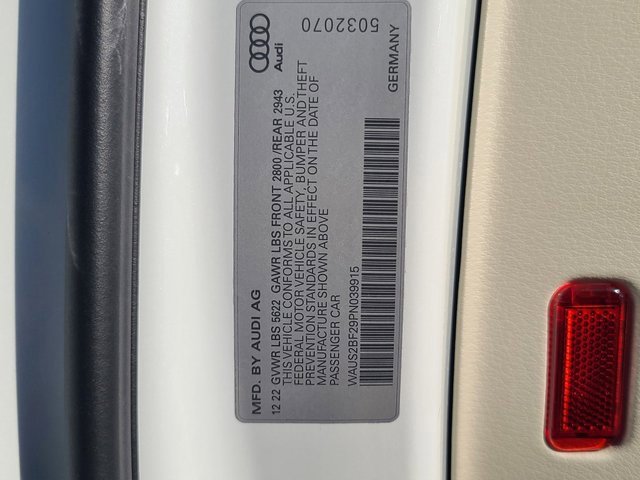 MFD. BY AUDI AG
12 22 GVWR LBS 5622 GAWR LBS FRONT 2800 /REAR 2943
THIS VEHICLE CONFORMS TO ALL APPLICABLE U.S.
FEDERAL MOTOR VEHICLE SAFETY, BUMPER AND THEFT
PREVENTION STANDARDS IN EFFECT ON THE DATE OF
MANUFACTURE SHOWN ABOVE
PASSENGER CAR
WAUS2BF29PN039915
Audi
5032070
GERMANY